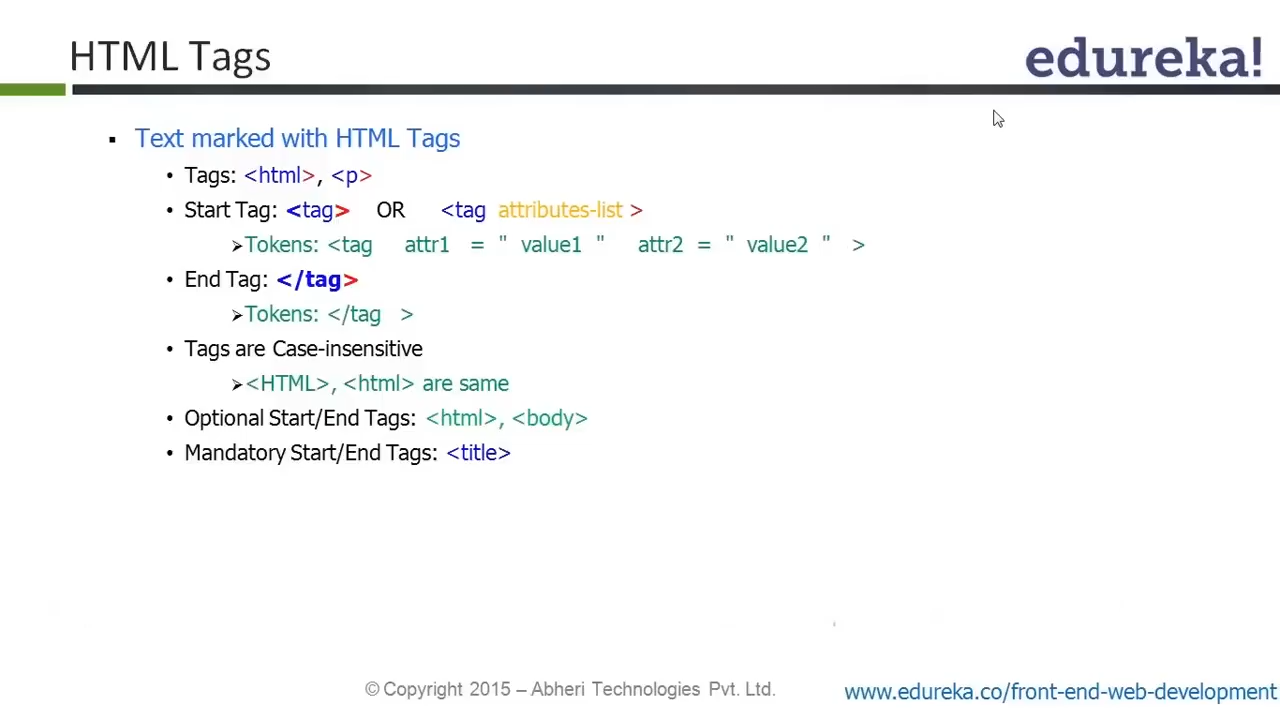 HTML Tags
edureka!
▪ Text marked with HTML Tags
• Tags: <html>, <p>
• Start Tag: <tag> OR <tag attributes-list >
➢Tokens: <tag attr1 = " value1 " attr2 = " value2 " >
• End Tag: </tag>
➢Tokens: </tag >
• Tags are Case-insensitive
➢<HTML>, <html> are same
• Optional Start/End Tags: <html>, <body>
• Mandatory Start/End Tags: <title>
© Copyright 2015 – Abheri Technologies Pvt. Ltd.
www.edureka.co/front-end-web-development